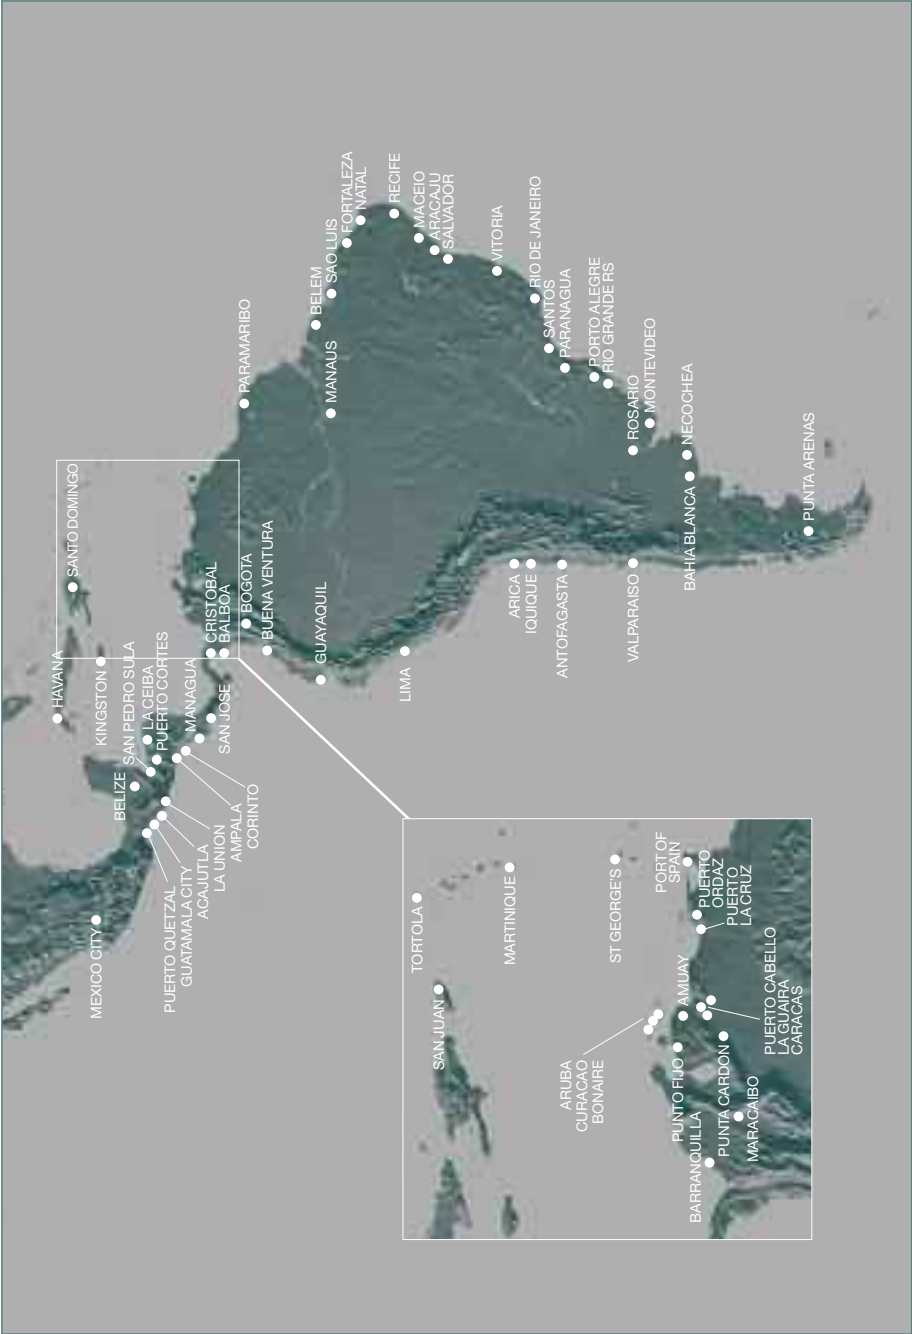 HAVANA
SANTO DOMINGO
KINGSTON
SAN PEDRO SULA
LA CEIBA
PUERTO CORTES
BELIZE
MANAGUA
SAN JOSE
CRISTOBAL
BALBOA
BOGOTA
BUENA VENTURA
MEXICO CITY
PUERTO QUETZAL
GUATAMALA CITY
ACAJUTLA
LA UNION
AMPALA
CORINTO
PARAMARIBO
BELEM
SAO LUIS
FORTALEZA
NATAL
RECIFE
MACEIO
ARACAJU
SALVADOR
MANAUS
VITORIA
RIO DE JANEIRO
SANTOS
PARANAGUA
PORTO ALEGRE
RIO GRANDE RS
ROSARIO
MONTEVIDEO
NECOCHEA
BAHIA BLANCA
PUNTA ARENAS
GUAYAQUIL
LIMA
ARICA
IQUIQUE
ANTOFAGASTA
VALPARAISO
TORTOLA
SAN JUAN
MARTINIQUE
ST GEORGE'S
PORT OF
SPAIN
PUERTO
ORDAZ
PUERTO
LA CRUZ
AMUAY
ARUBA
CURACAO
BONAIRE
PUNTO FIJO
BARRANQUILLA
PUNTA CARDON
MARACAIBO
PUERTO CABELLO
LA GUAIRA
CARACAS